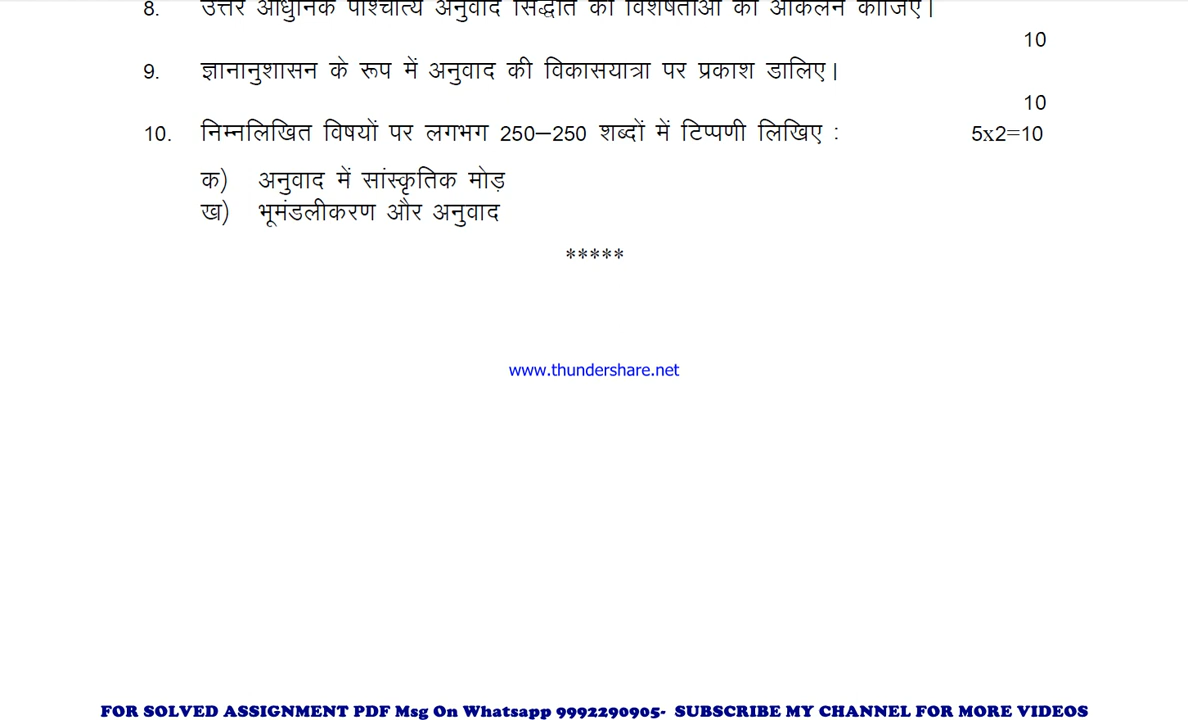 8. उत्तर आधुनिक पाश्चात्य अनुवाद सिद्धांत की विशेषताओं का आकलन कीजिए।
10
9. ज्ञानानुशासन के रूप में अनुवाद की विकासयात्रा पर प्रकाश डालिए।
10
10. निम्नलिखित विषयों पर लगभग 250–250 शब्दों में टिप्पणी लिखिए : 5x2=10
क) अनुवाद में सांस्कृतिक मोड़
ख) भूमंडलीकरण और अनुवाद
*****
www.thundershare.net
FOR SOLVED ASSIGNMENT PDF Msg On Whatsapp 9992290905- SUBSCRIBE MY CHANNEL FOR MORE VIDEOS